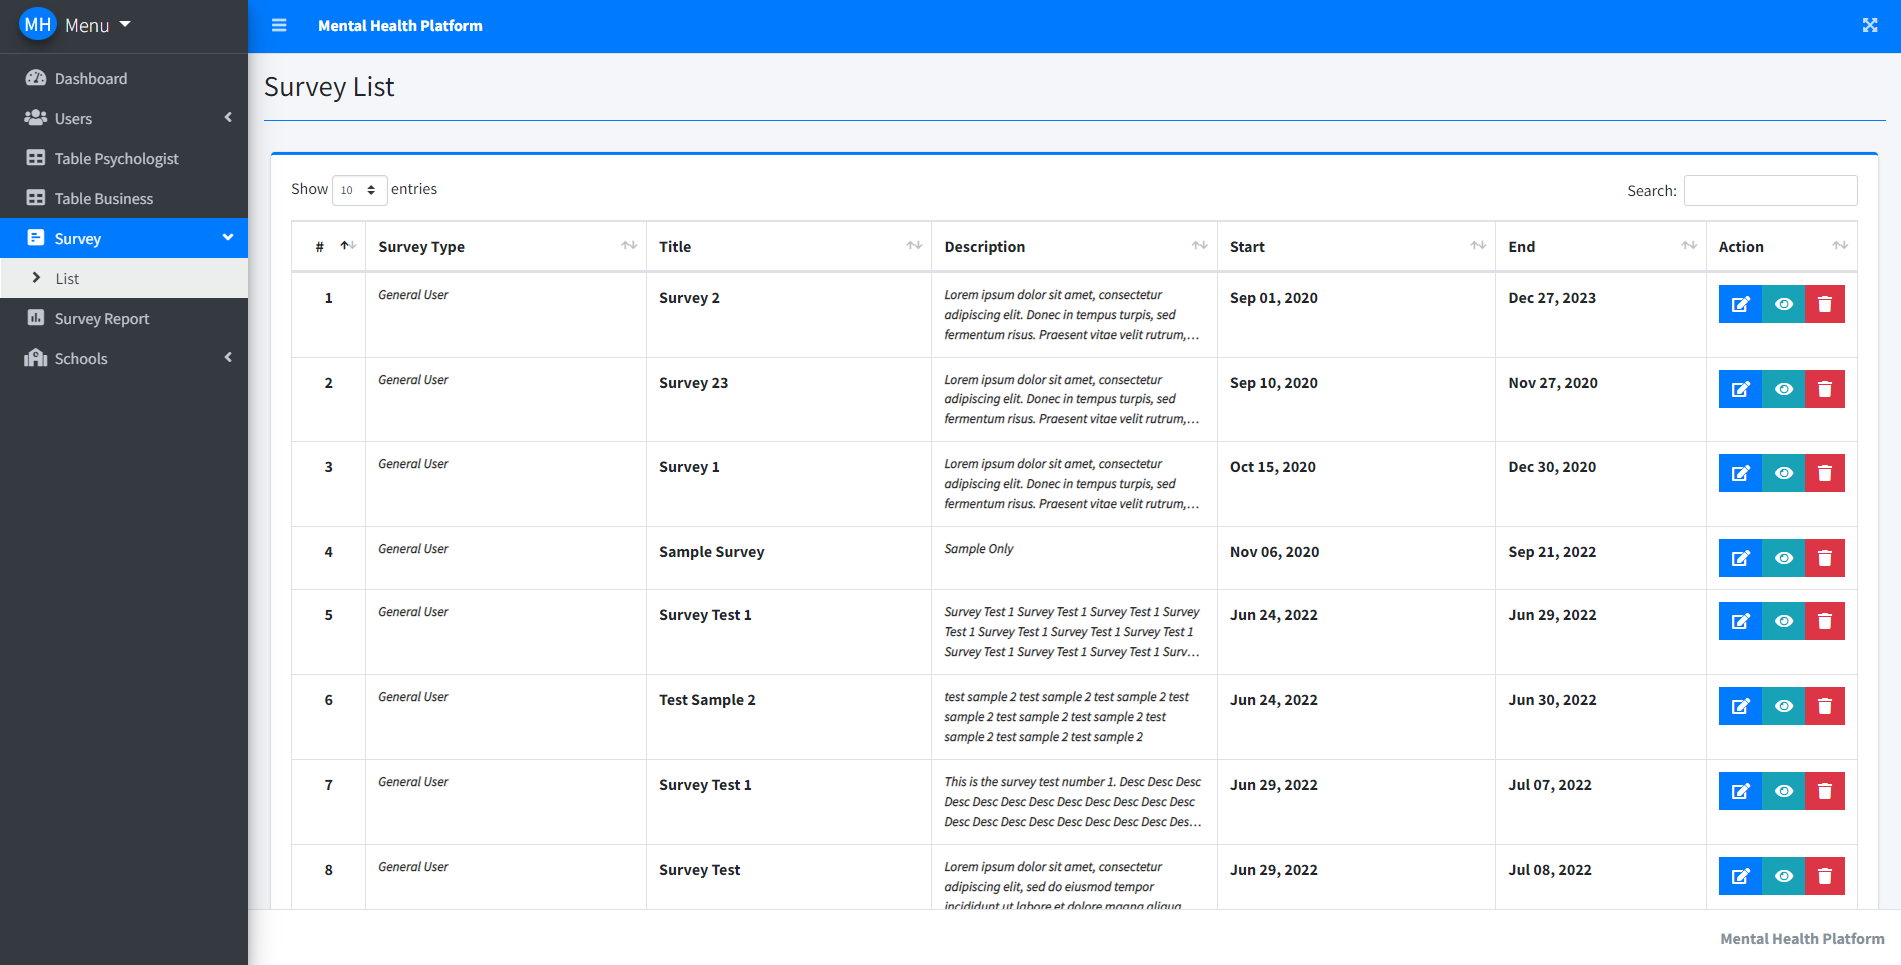 MH Menu
Mental Health Platform
Dashboard
Users
Table Psychologist
Table Business
Survey
List
Survey Report
Schools
Survey List
Show 10 entries
Search:
# Survey Type Title Description Start End Action
1 General User Survey 2 Lorem ipsum dolor sit amet, consectetur Sep 01, 2020 Dec 27, 2023
adipiscing elit. Donec in tempus turpis, sed
fermentum risus. Praesent vitae velit rutrum,...
2 General User Survey 23 Lorem ipsum dolor sit amet, consectetur Sep 10, 2020 Nov 27, 2020
adipiscing elit. Donec in tempus turpis, sed
fermentum risus. Praesent vitae velit rutrum,...
3 General User Survey 1 Lorem ipsum dolor sit amet, consectetur Oct 15, 2020 Dec 30, 2020
adipiscing elit. Donec in tempus turpis, sed
fermentum risus. Praesent vitae velit rutrum,...
4 General User Sample Survey Sample Only Nov 06, 2020 Sep 21, 2022
5 General User Survey Test 1 Survey Test 1 Survey Test 1 Survey Test 1 Survey Jun 24, 2022 Jun 29, 2022
Test 1 Survey Test 1 Survey Test 1 Survey Test 1
Survey Test 1 Survey Test 1 Survey Test 1 Surv...
6 General User Test Sample 2 test sample 2 test sample 2 test sample 2 test Jun 24, 2022 Jun 30, 2022
sample 2 test sample 2 test sample 2 test
sample 2 test sample 2 test sample 2
7 General User Survey Test 1 This is the survey test number 1. Desc Desc Desc Jun 29, 2022 Jul 07, 2022
Desc Desc Desc Desc Desc Desc Desc Desc Desc
Desc Desc Desc Desc Desc Desc Desc Desc Des...
8 General User Survey Test Lorem ipsum dolor sit amet, consectetur Jun 29, 2022 Jul 08, 2022
adipiscing elit, sed do eiusmod tempor
incididunt ut labore et dolore magna aliqua.
Mental Health Platform